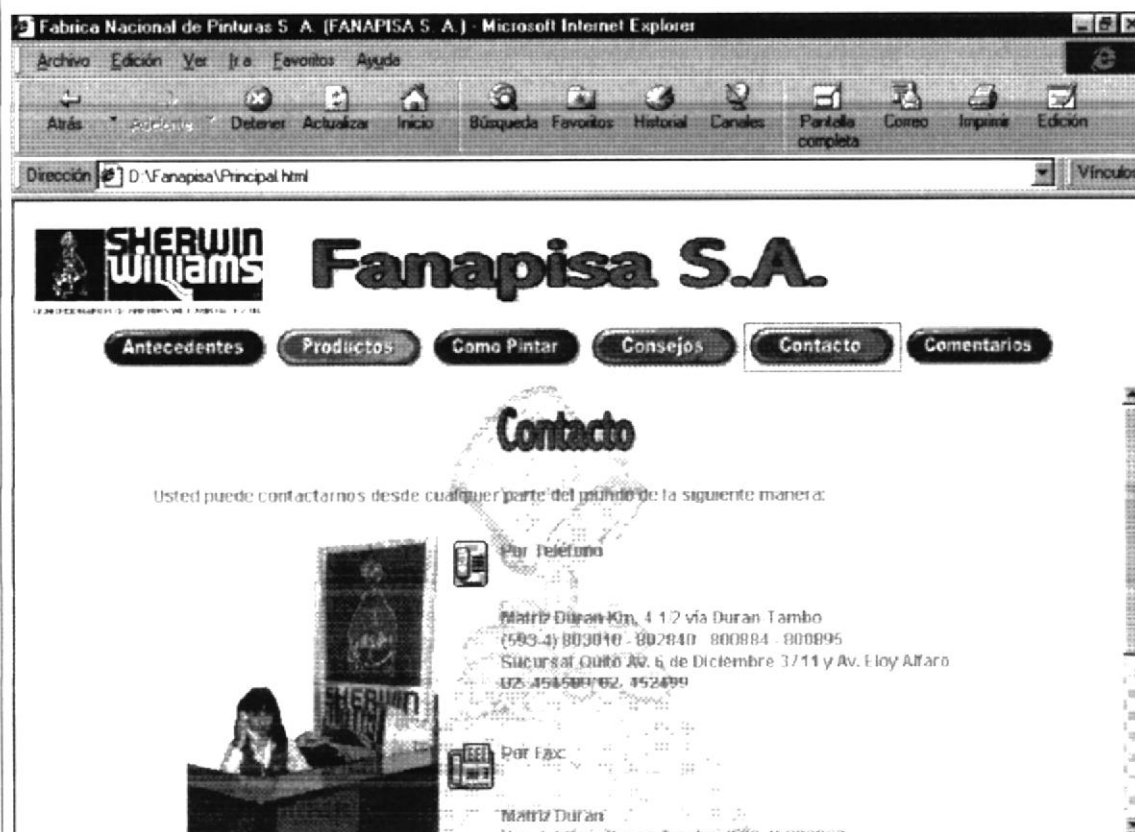 Fabrica Nacional de Pinturas S. A. (FANAPISA S. A.) - Microsoft Internet Explorer
Archivo Edición Ver Ir a Favoritos Ayuda
Atrás Adelante Detener Actualizar Inicio Búsqueda Favoritos Historial Canales Pantalla completa Correo Imprimir Edición
Dirección D:\Fanapisa\Principal.html Vínculos
SHERWIN WILLIAMS
Fanapisa S.A.
Antecedentes Productos Como Pintar Consejos Contacto Comentarios
Contacto
Usted puede contactarnos desde cualquier parte del mundo de la siguiente manera:
Por Teléfono
Matriz Duran Km. 4 1/2 vía Duran Tambo
(593-4) 803010 - 802840 - 800884 - 800895
Sucursal Quito Av. 6 de Diciembre 3711 y Av. Eloy Alfaro
Por Fax:
Matriz Duran